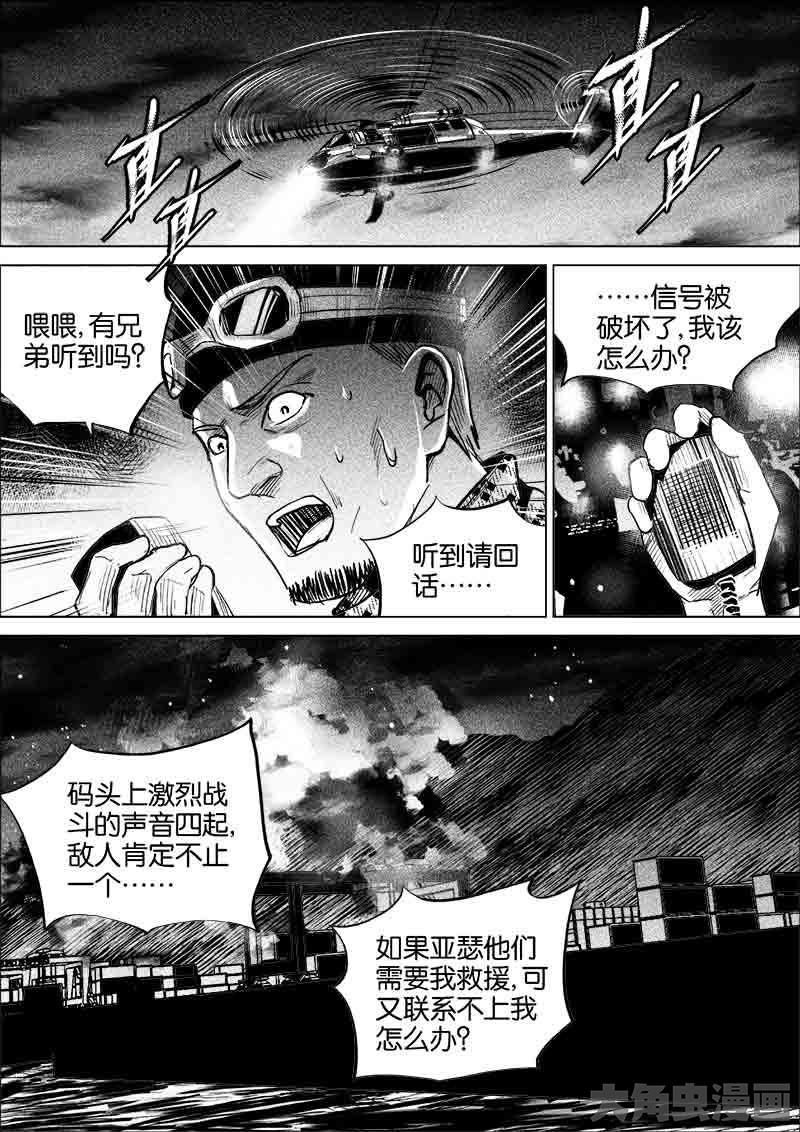 直
直
直
直
喂喂,有兄
弟听到吗?
听到请回
话……
……信号被
破坏了,我该
怎么办?
码头上激烈战
斗的声音四起,
敌人肯定不止
一个……
如果亚瑟他们
需要我救援,可
又联系不上我
怎么办?
大角虫漫画